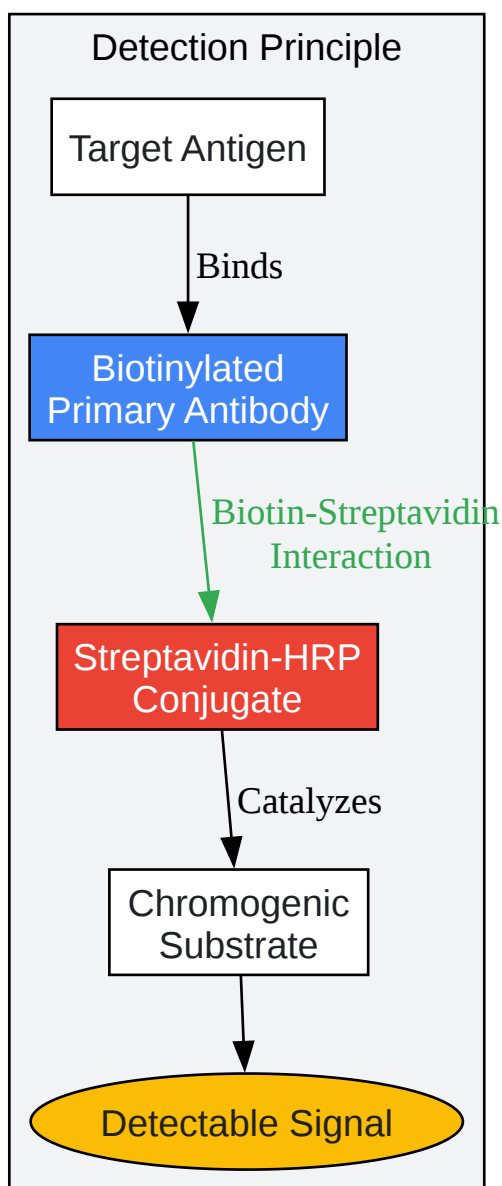 Detection Principle
Target Antigen
Binds
Biotinylated
Primary Antibody
Biotin-Streptavidin
Interaction
Streptavidin-HRP
Conjugate
Catalyzes
Chromogenic
Substrate
Detectable Signal